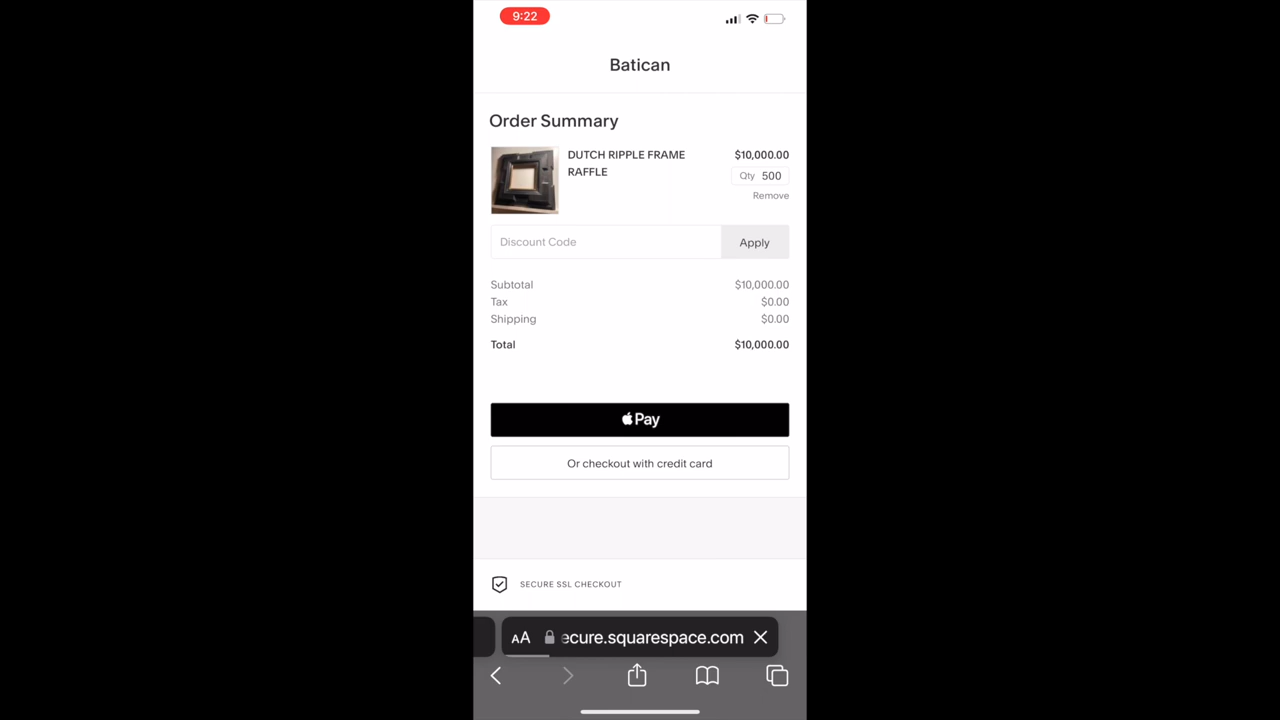 9:22
Batican
Order Summary
DUTCH RIPPLE FRAME
RAFFLE
$10,000.00
Qty 500
Remove
Discount Code
Apply
Subtotal $10,000.00
Tax $0.00
Shipping $0.00
Total $10,000.00
Pay
Or checkout with credit card
SECURE SSL CHECKOUT
AA ecure.squarespace.com